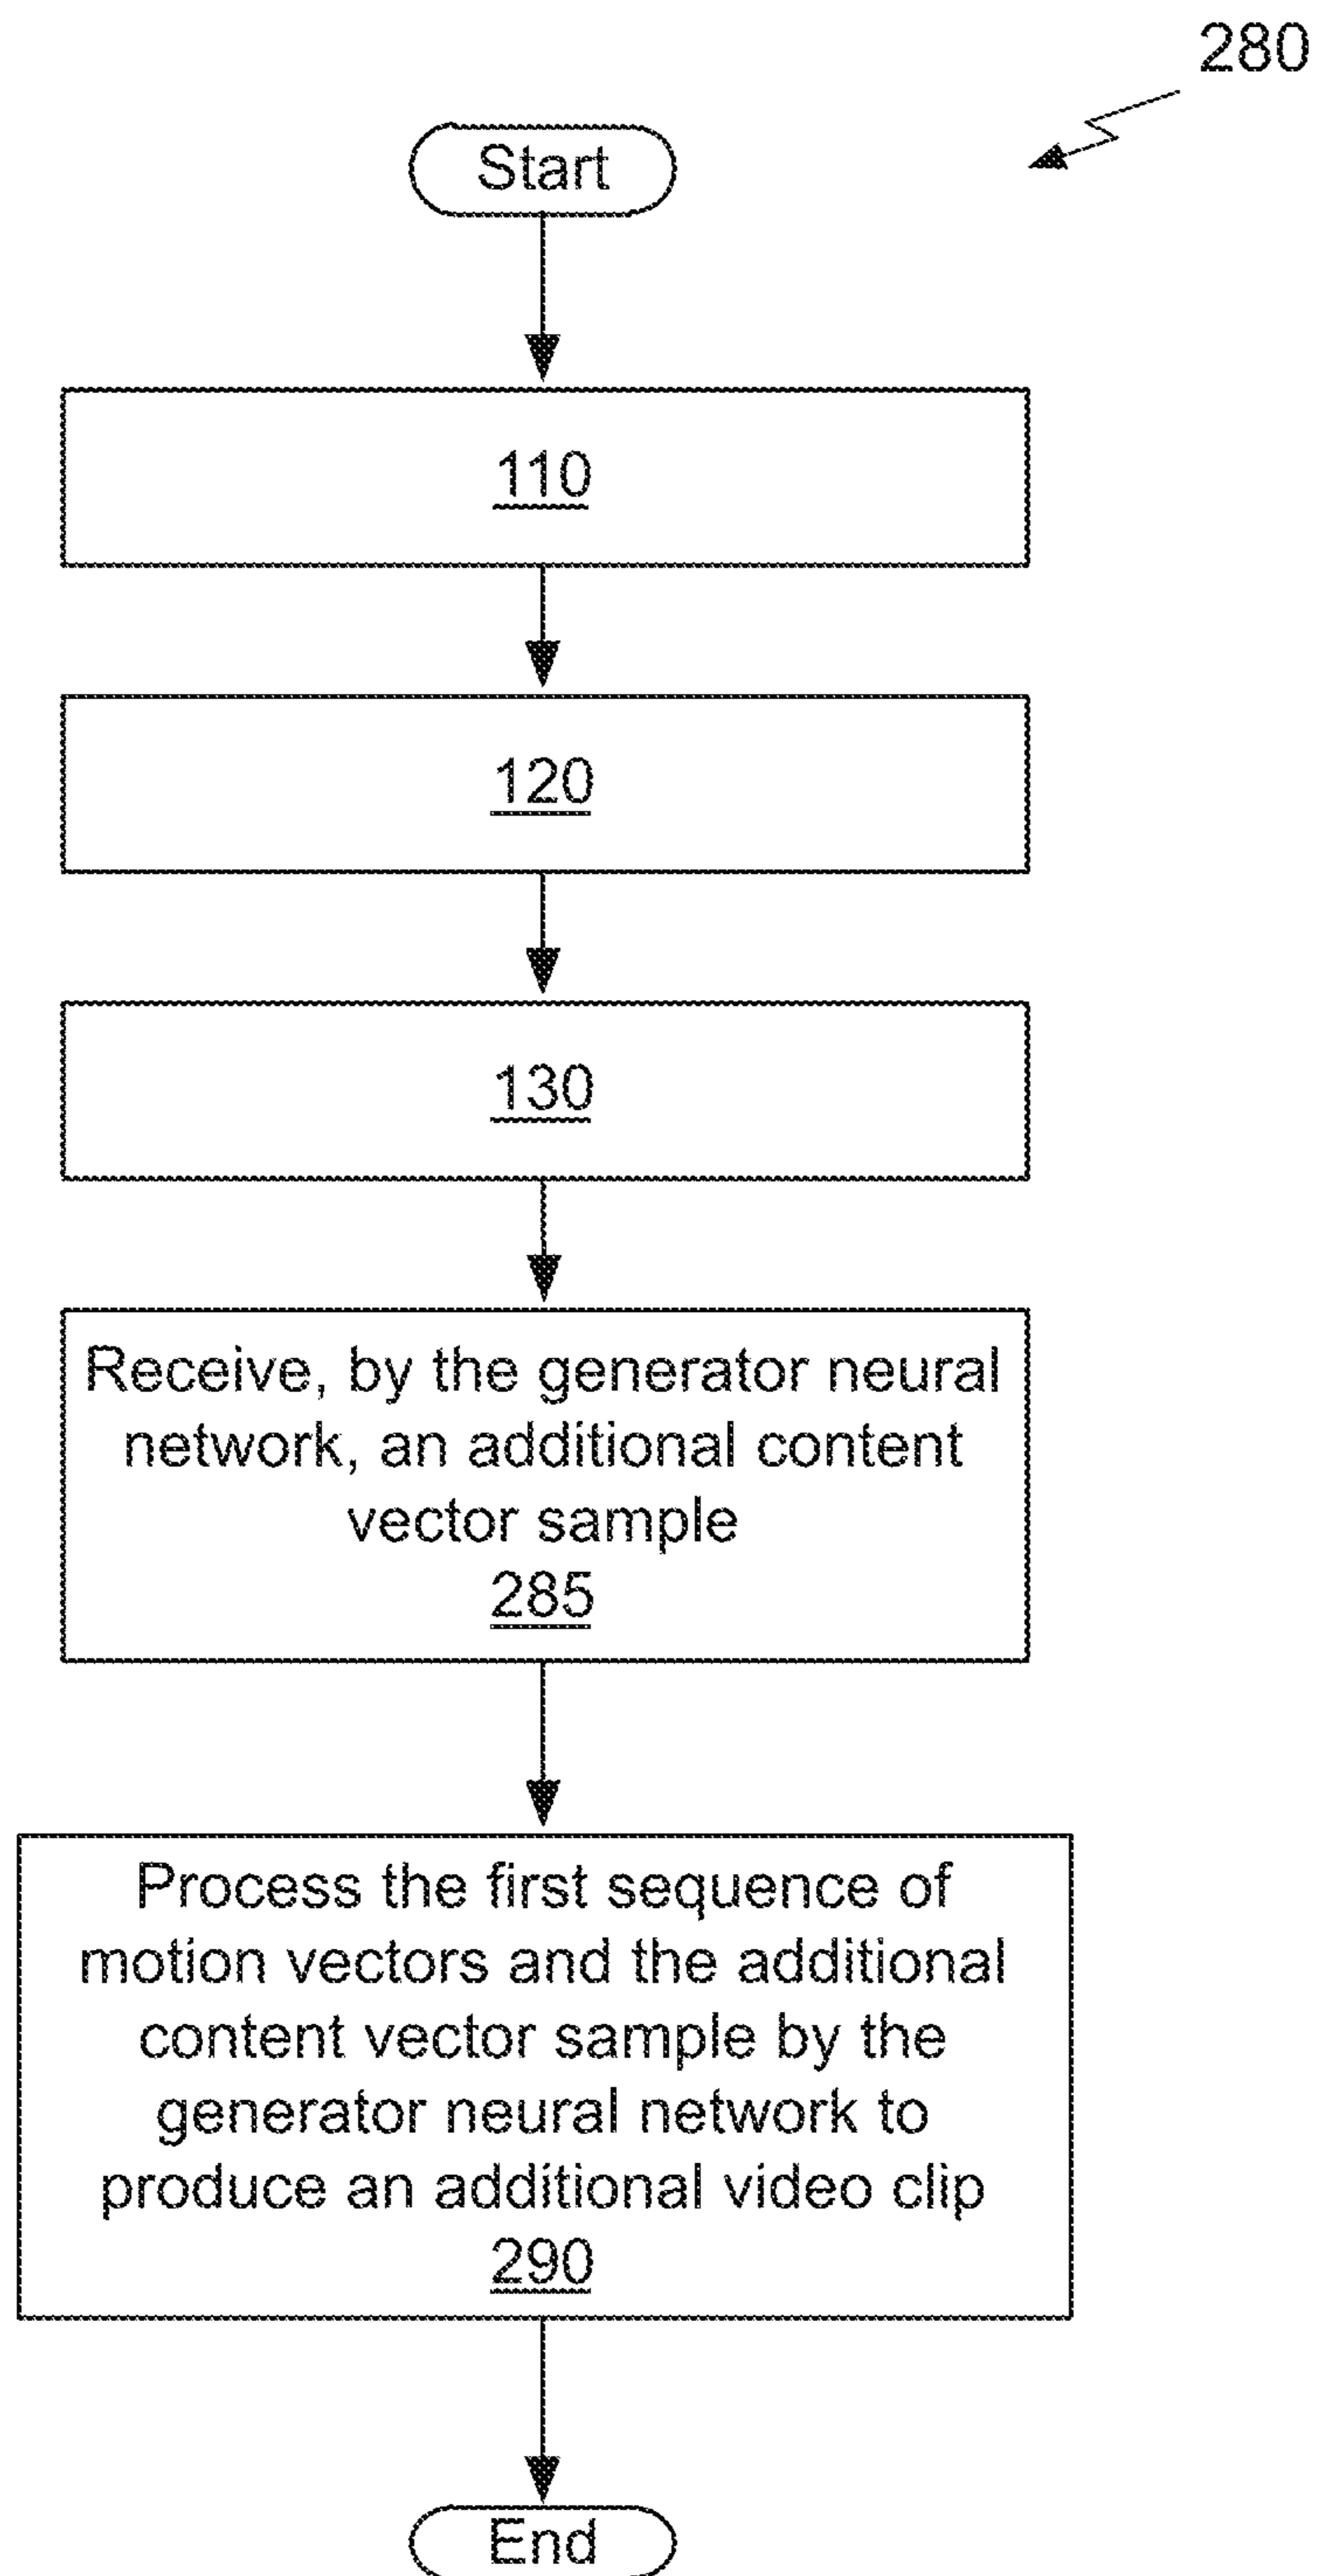 280
Start
110
120
130
Receive, by the generator neural
network, an additional content
vector sample
285
Process the first sequence of
motion vectors and the additional
content vector sample by the
generator neural network to
produce an additional video clip
290
End